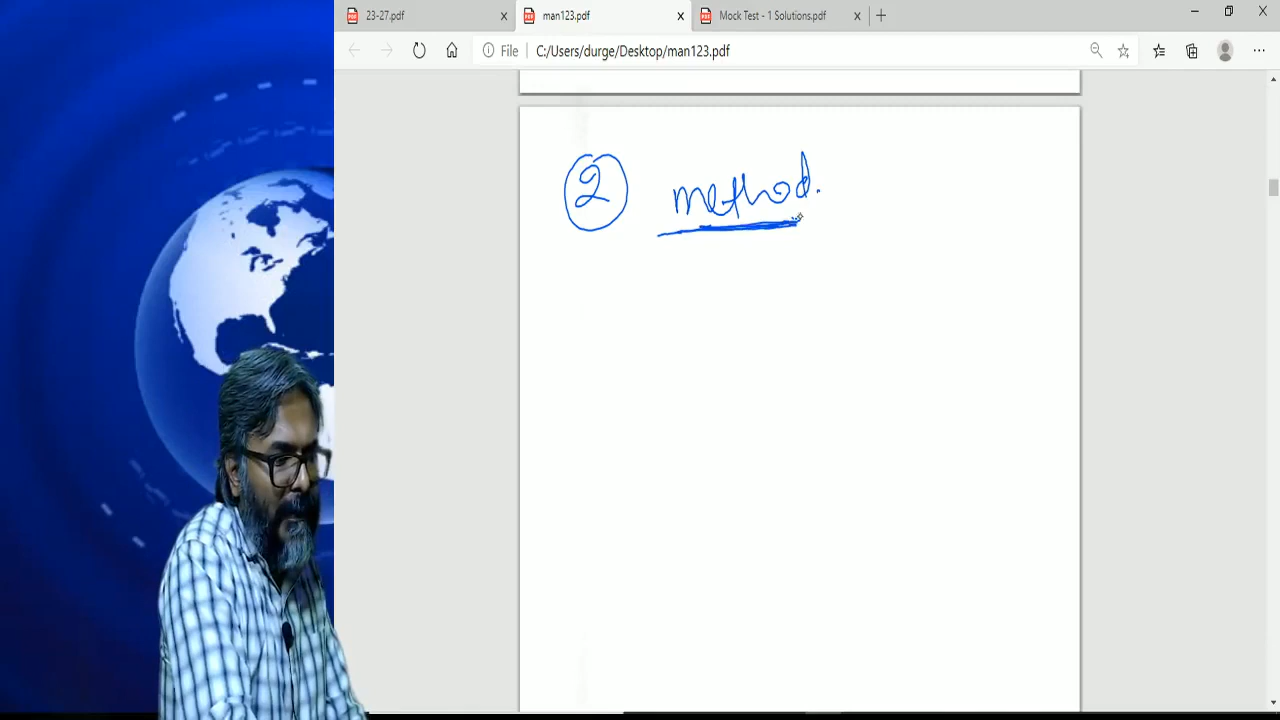 23-27.pdf
man123.pdf
Mock Test - 1 Solutions.pdf
File
C:/Users/durge/Desktop/man123.pdf
2 method.